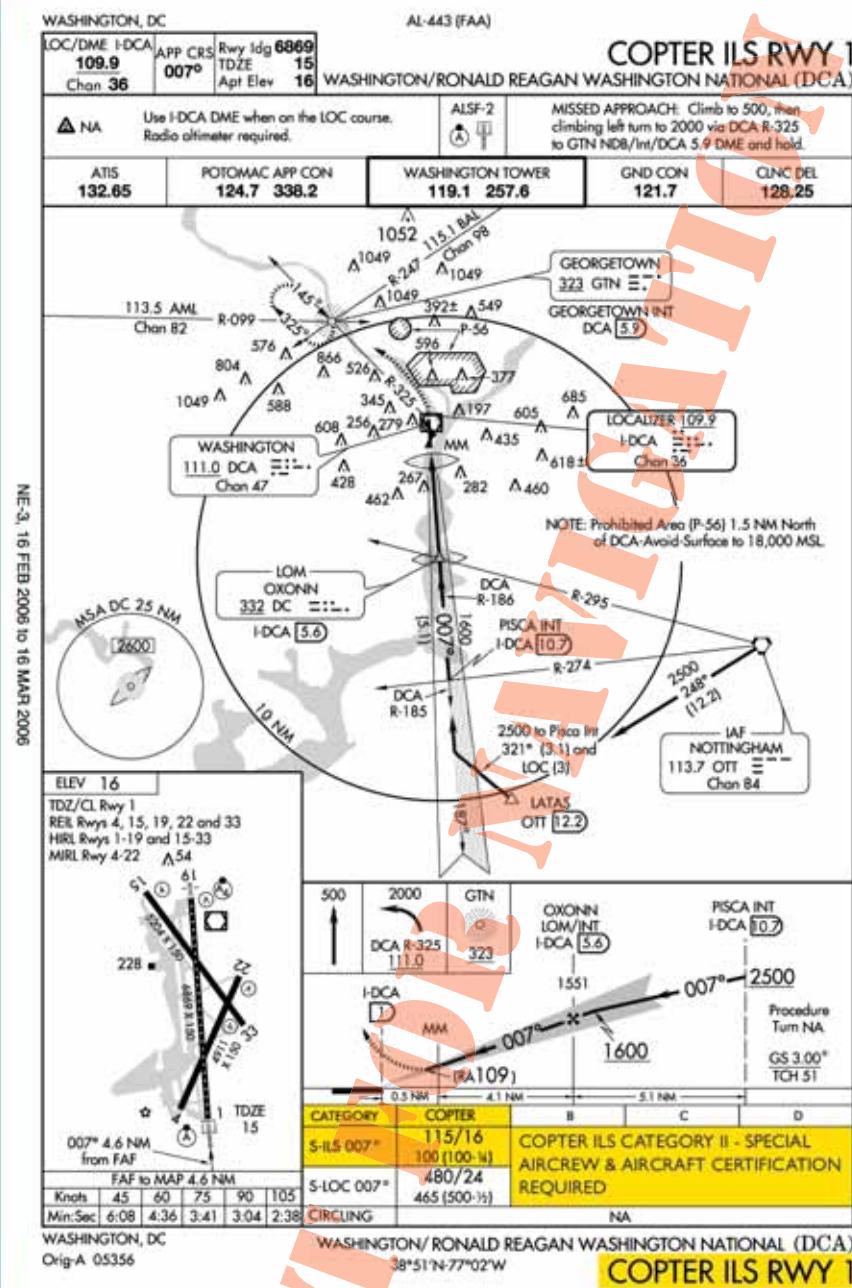 WASHINGTON, DC
AL-443 (FAA)
LOC/DME I-DCA
109.9
Chan 36
APP CRS
007°
Rwy ldg 6869
TDZE 15
Apt Elev 16
COPTER ILS RWY 1
WASHINGTON/RONALD REAGAN WASHINGTON NATIONAL (DCA)
A NA
Use I-DCA DME when on the LOC course.
Radio altimeter required.
ALSF-2
A
MISSED APPROACH: Climb to 500, then
climbing left turn to 2000 via DCA R-325
to GTN NDB/Int/DCA 5.9 DME and hold.
ATIS
132.65
POTOMAC APP CON
124.7 338.2
WASHINGTON TOWER
119.1 257.6
GND CON
121.7
CLNC DEL
128.25
1052
R-247 115.1 BAL
Chan 98
1049
1049
1049
GEORGETOWN
323 GTN
GEORGETOWN INT
DCA 5.9
113.5 AML
Chan 82
R-099
145°
325°
392±
549
P-56
576
866
526
R-325
596
377
804
1049
588
345
197
605
685
608
256
279
435
618±
MM
LOCALIZER 109.9
I-DCA
Chan 36
WASHINGTON
111.0 DCA
Chan 47
428
462
267
282
460
NOTE: Prohibited Area (P-56) 1.5 NM North
of DCA-Avoid-Surface to 18,000 MSL.
LOM
OXONN
332 DC
I-DCA 5.6
DCA
R-186
R-295
007°
1600
(5.1)
PISCA INT
I-DCA 10.7
R-274
DCA
R-185
2500
248°
(12.2)
MSA DC 25 NM
2600
10 NM
2500 to Pisca Int
321° (3.1) and
LOC (3)
IAF
NOTTINGHAM
113.7 OTT
Chan 84
LATAS
OTT 12.2
187°
NE-3, 16 FEB 2006 to 16 MAR 2006
ELEV 16
TDZ/CL Rwy 1
REIL Rwys 4, 15, 19, 22 and 33
HIRL Rwys 1-19 and 15-33
MIRL Rwy 4-22
54
15
19
5204 X 150
228
6869 X 150
22
33
4911 X 150
4
1
TDZE
15
A
007° 4.6 NM
from FAF
FAF to MAP 4.6 NM
Knots 45 60 75 90 105
Min:Sec 6:08 4:36 3:41 3:04 2:38
500
2000
DCA R-325
111.0
GTN
323
OXONN
LOM/INT
I-DCA 5.6
PISCA INT
I-DCA 10.7
1551
I-DCA
1
MM
007°
007°
2500
1600
(RA109)
Procedure
Turn NA
GS 3.00°
TCH 51
0.5 NM
4.1 NM
5.1 NM
CATEGORY COPTER B C D
S-ILS 007°
115/16
100 (100-¼)
COPTER ILS CATEGORY II - SPECIAL
AIRCREW & AIRCRAFT CERTIFICATION
REQUIRED
S-LOC 007°
480/24
465 (500-½)
CIRCLING NA
WASHINGTON, DC
Orig-A 05356
WASHINGTON/ RONALD REAGAN WASHINGTON NATIONAL (DCA)
38°51'N-77°02'W
COPTER ILS RWY 1
FOR NAVIGATION